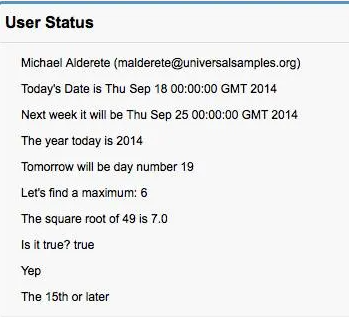 User Status
Michael Alderete (malderete@universalsamples.org)
Today's Date is Thu Sep 18 00:00:00 GMT 2014
Next week it will be Thu Sep 25 00:00:00 GMT 2014
The year today is 2014
Tomorrow will be day number 19
Let's find a maximum: 6
The square root of 49 is 7.0
Is it true? true
Yep
The 15th or later